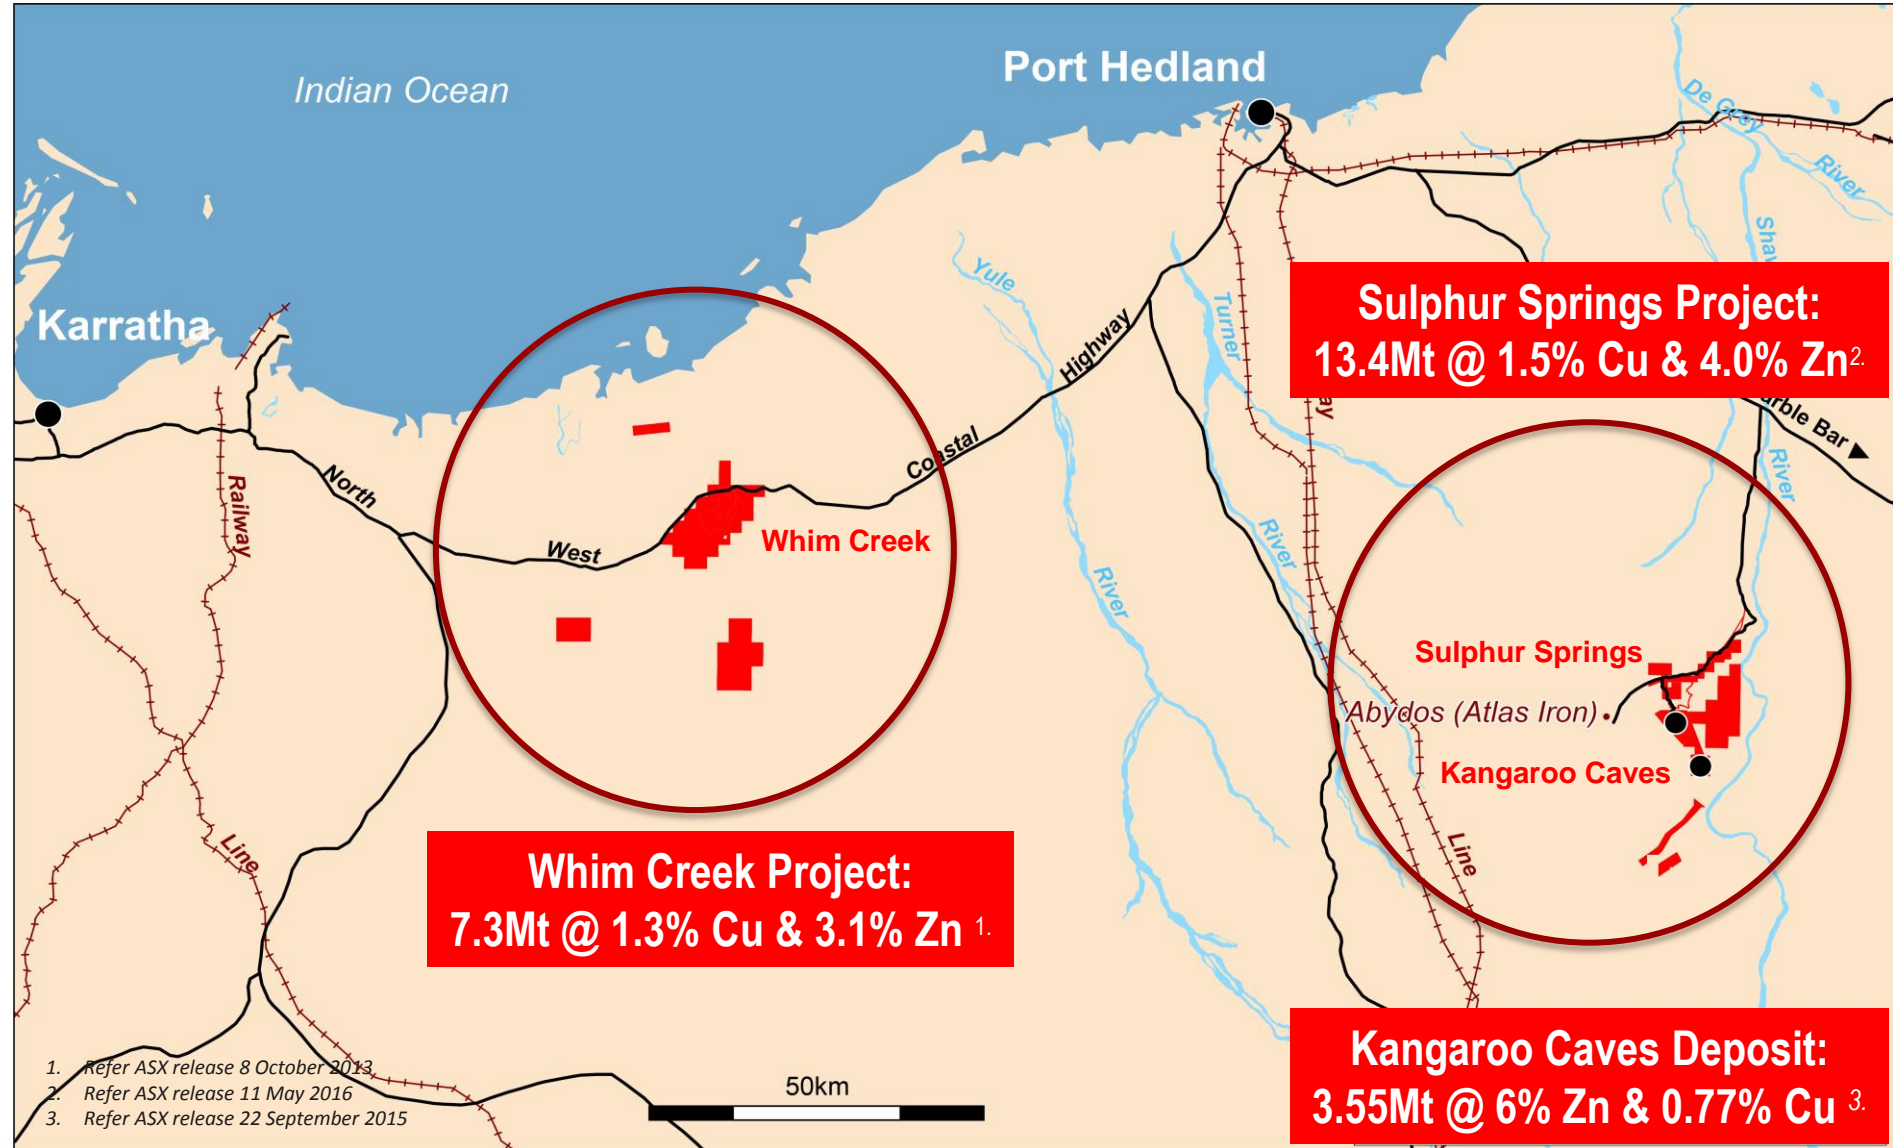 Indian Ocean
Port Hedland
De Grey
River
Karratha
Yule
Turner
Highway
Sulphur Springs Project:
13.4Mt @ 1.5% Cu & 4.0% Zn2.
Coastal
Bar
River
North
Railway
West
Whim Creek
River
River
Sulphur Springs
Abydos (Atlas Iron)
Kangaroo Caves
Line
Line
Whim Creek Project:
7.3Mt @ 1.3% Cu & 3.1% Zn 1.
Kangaroo Caves Deposit:
3.55Mt @ 6% Zn & 0.77% Cu 3.
50km
1. Refer ASX release 8 October 2013
2. Refer ASX release 11 May 2016
3. Refer ASX release 22 September 2015